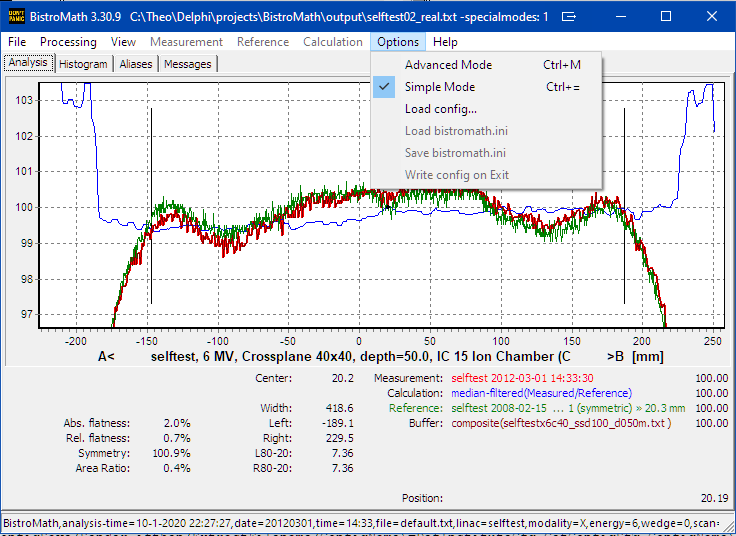 DON'T PANIC BistroMath 3.30.9 C:\Theo\Delphi\projects\BistroMath\output\selftest02_real.txt -specialmodes: 1
File Processing View Measurement Reference Calculation Options Help
Analysis Histogram Aliases Messages
Advanced Mode Ctrl+M
Simple Mode Ctrl+=
Load config...
Load bistromath.ini
Save bistromath.ini
Write config on Exit
103
102
101
100
99
98
97
-200 -150 -100 -50 0 50 100 150 200 250
A< selftest, 6 MV, Crossplane 40x40, depth=50.0, IC 15 Ion Chamber (C >B [mm]
Center: 20.2 Measurement: selftest 2012-03-01 14:33:30 100.00
Calculation: median-filtered(Measured/Reference) 100.00
Width: 418.6 Reference: selftest 2008-02-15 ... 1 (symmetric) » 20.3 mm 100.00
Abs. flatness: 2.0% Left: -189.1 Buffer: composite(selftestx6c40_ssd100_d050m.txt ) 100.00
Rel. flatness: 0.7% Right: 229.5
Symmetry: 100.9% L80-20: 7.36
Area Ratio: 0.4% R80-20: 7.36
Position: 20.19
BistroMath,analysis-time=10-1-2020 22:27:27,date=20120301,time=14:33,file=default.txt,linac=selftest,modality=X,energy=6,wedge=0,scan=